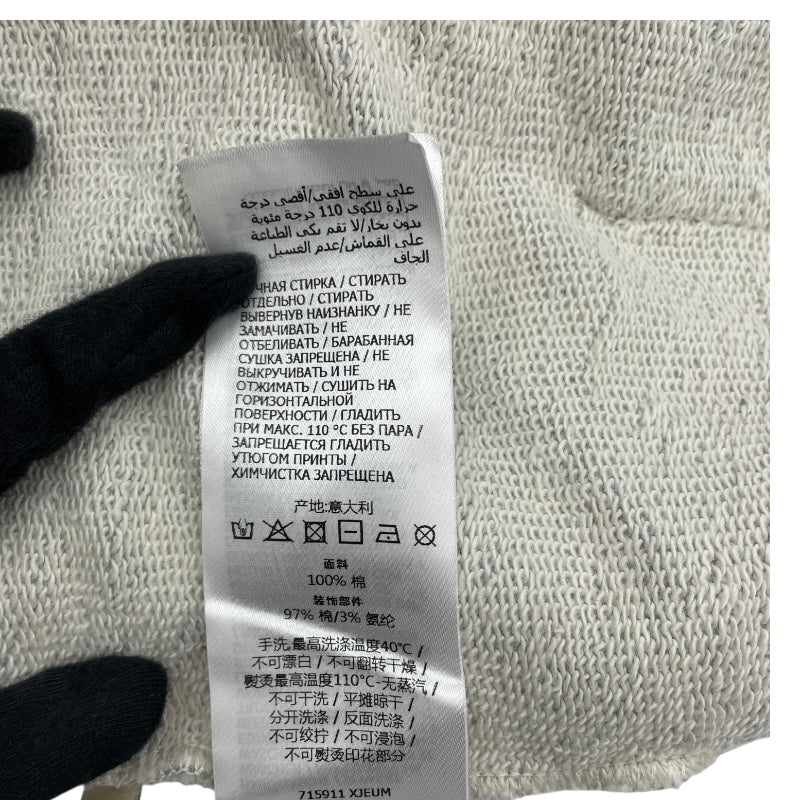 على سطح افقي/أقصى درجة
حرارة للكوي 110 درجة مئوية
بدون بخار/لا تقم بكي الطباعة
على القماش/عدم الغسيل
الجاف
ЧНАЯ СТИРКА / СТИРАТЬ
ОТДЕЛЬНО / СТИРАТЬ
ВЫВЕРНУВ НАИЗНАНКУ / НЕ
ЗАМАЧИВАТЬ / НЕ
ОТБЕЛИВАТЬ / БАРАБАННАЯ
СУШКА ЗАПРЕЩЕНА / НЕ
ВЫКРУЧИВАТЬ И НЕ
ОТЖИМАТЬ / СУШИТЬ НА
ГОРИЗОНТАЛЬНОЙ
ПОВЕРХНОСТИ / ГЛАДИТЬ
ПРИ МАКС. 110 °C БЕЗ ПАРА /
ЗАПРЕЩАЕТСЯ ГЛАДИТЬ
УТЮГОМ ПРИНТЫ /
ХИМЧИСТКА ЗАПРЕЩЕНА
产地:意大利
面料
100% 棉
装饰部件
97% 棉/3% 氨纶
手洗,最高洗涤温度40°C /
不可漂白 / 不可翻转干燥 /
熨烫最高温度110°C-无蒸汽 /
不可干洗 / 平摊晾干 /
分开洗涤 / 反面洗涤 /
不可绞拧 / 不可浸泡 /
不可熨烫印花部分
715911 XJEUM